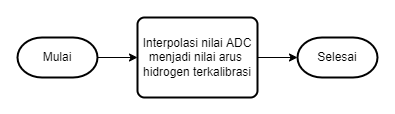 Mulai
Interpolasi nilai ADC
menjadi nilai arus
hidrogen terkalibrasi
Selesai